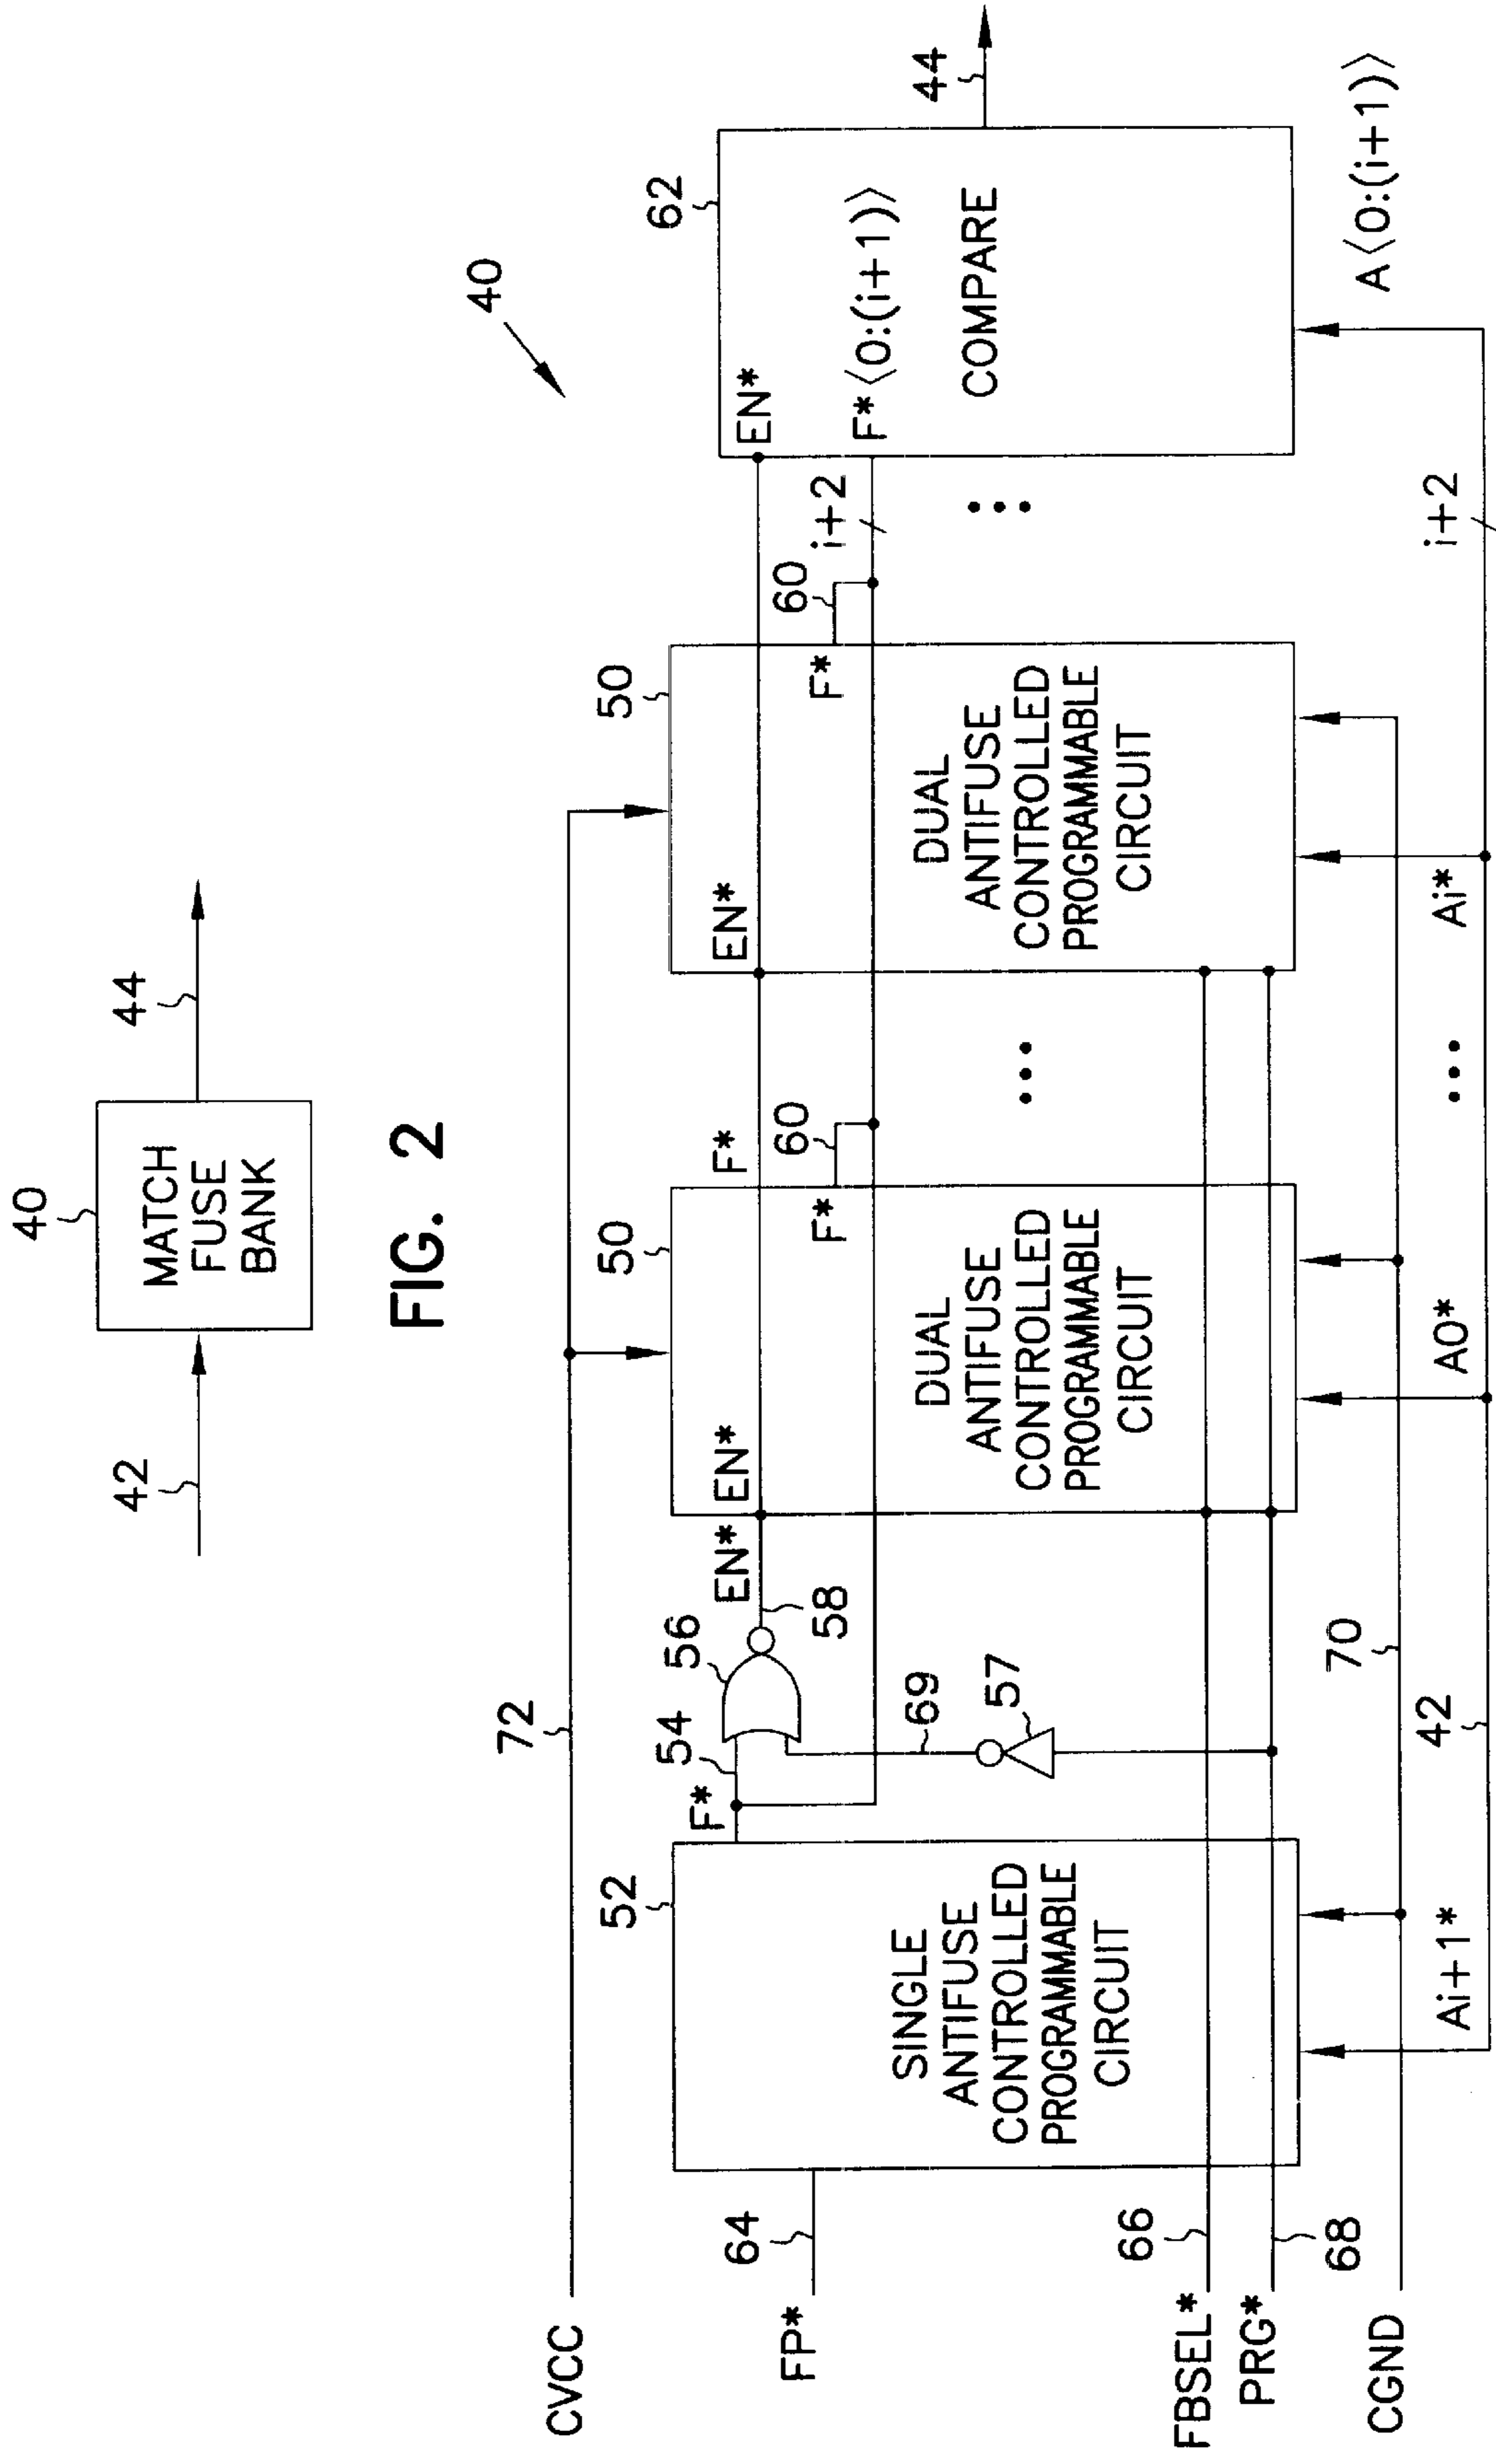 40
MATCH
FUSE
BANK
42
44
FIG. 2
40
CVCC
72
FP*
64
52
SINGLE
ANTIFUSE
CONTROLLED
PROGRAMMABLE
CIRCUIT
F*
54
56
EN*
58
69
57
50
EN*
F*
F*
60
DUAL
ANTIFUSE
CONTROLLED
PROGRAMMABLE
CIRCUIT
50
EN*
F*
60
DUAL
ANTIFUSE
CONTROLLED
PROGRAMMABLE
CIRCUIT
i+2
62
EN*
F*⟨0:(i+1)⟩
COMPARE
44
FBSEL*
66
PRG*
68
CGND
70
Ai+1*
42
A0*
Ai*
i+2
A⟨0:(i+1)⟩